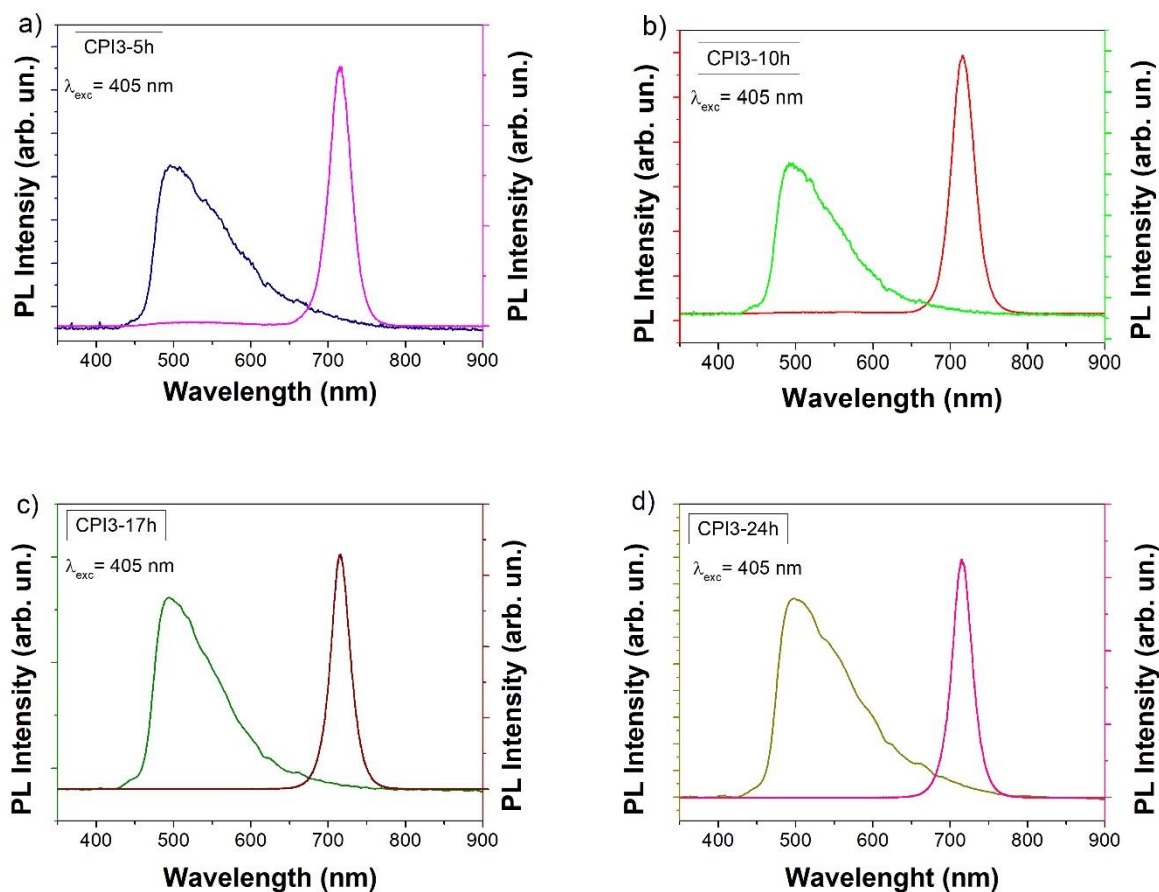 a)
CPI3-5h
λexc= 405 nm
PL Intensiy (arb. un.)
PL Intensity (arb. un.)
400 500 600 700 800 900
Wavelength (nm)
b)
CPI3-10h
λexc= 405 nm
PL Intensity (arb. un.)
PL Intensity (arb. un.)
400 500 600 700 800 900
Wavelength (nm)
c)
CPI3-17h
λexc= 405 nm
PL Intensity (arb. un.)
PL Intensity (arb. un.)
400 500 600 700 800 900
Wavelength (nm)
d)
CPI3-24h
λexc= 405 nm
PL Intensity (arb. un.)
PL Intensity (arb. un.)
400 500 600 700 800 900
Wavelenght (nm)